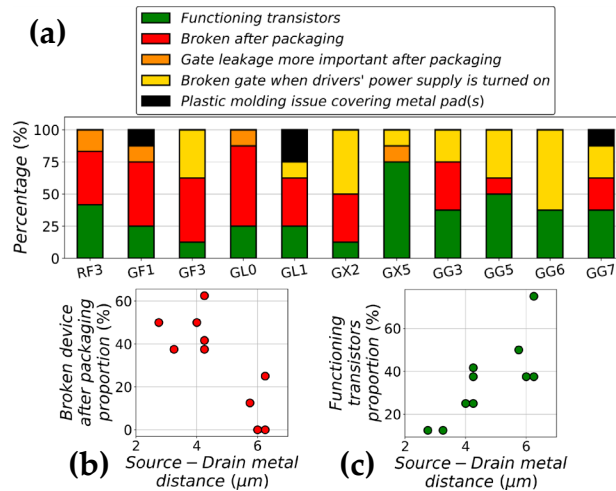 (a)
Functioning transistors
Broken after packaging
Gate leakage more important after packaging
Broken gate when drivers' power supply is turned on
Plastic molding issue covering metal pad(s)
Percentage (%)
100
75
50
25
0
RF3 GF1 GF3 GL0 GL1 GX2 GX5 GG3 GG5 GG6 GG7
Broken device
after packaging
proportion (%)
60
40
20
0
2 4 6
Source − Drain metal
distance (μm)
(b)
Functioning
transistors
proportion (%)
60
40
20
2 4 6
Source − Drain metal
distance (μm)
(c)